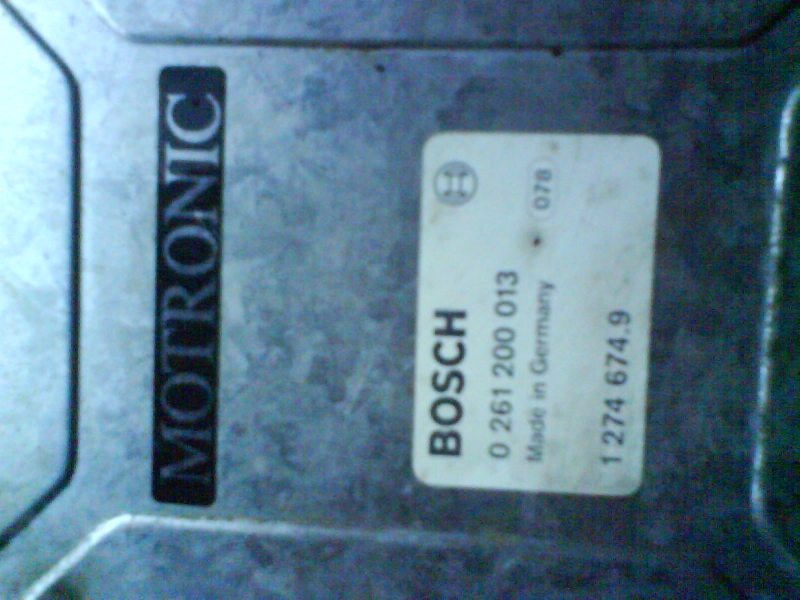 MOTRONIC
BOSCH
0 261 200 013
Made in Germany
078
1 274 674.9